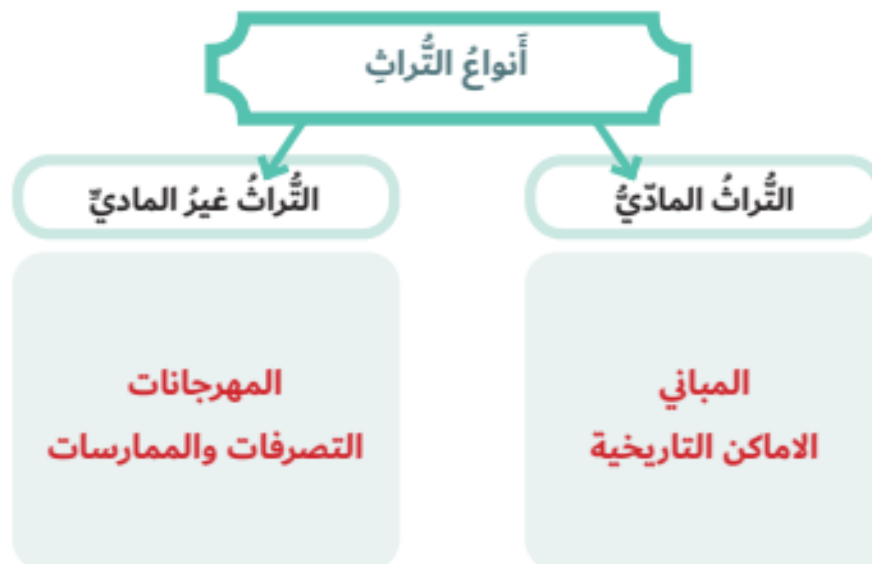 أَنواعُ التُّراثِ
التُّراثُ المادّيُّ
المباني
الاماكن التاريخية
التُّراثُ غيرُ الماديِّ
المهرجانات
التصرفات والممارسات